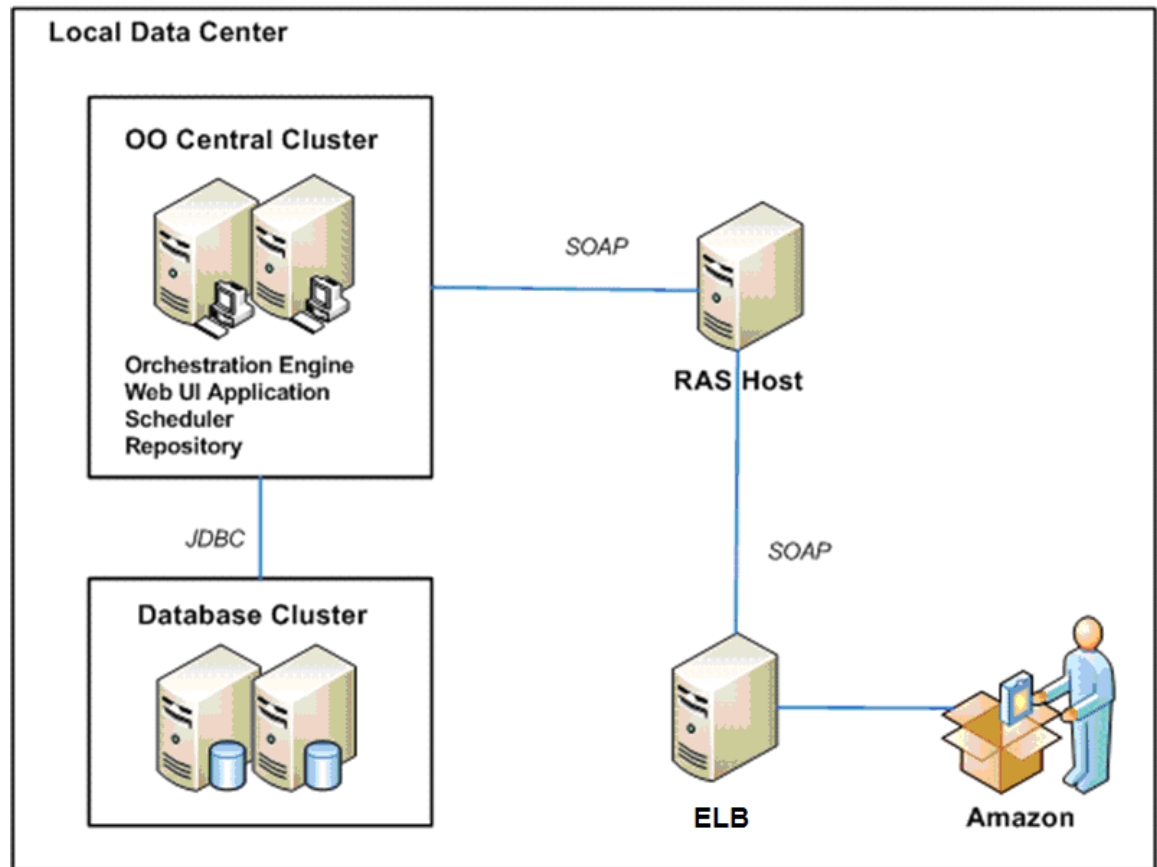 Local Data Center
OO Central Cluster
SOAP
Orchestration Engine
Web UI Application
Scheduler
Repository
RAS Host
JDBC
SOAP
Database Cluster
ELB
Amazon